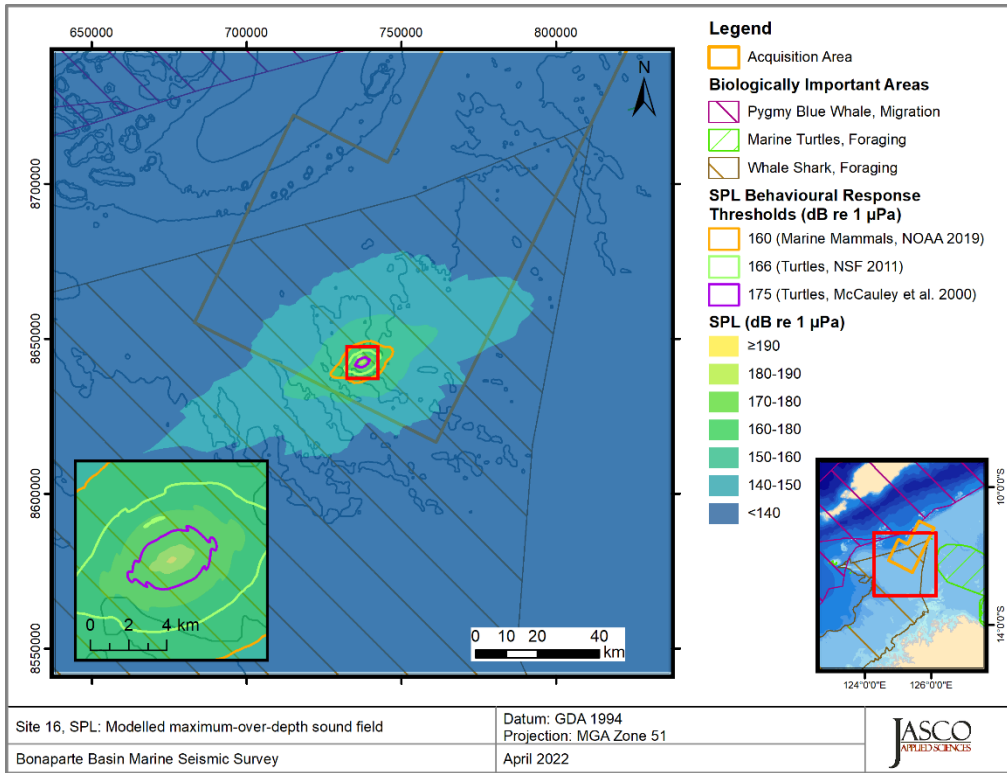 650000 700000 750000 800000
8700000
8650000
8600000
8550000
N
0 2 4 km
0 10 20 40
km
Legend
Acquisition Area
Biologically Important Areas
Pygmy Blue Whale, Migration
Marine Turtles, Foraging
Whale Shark, Foraging
SPL Behavioural Response
Thresholds (dB re 1 µPa)
160 (Marine Mammals, NOAA 2019)
166 (Turtles, NSF 2011)
175 (Turtles, McCauley et al. 2000)
SPL (dB re 1 µPa)
≥190
180-190
170-180
160-180
150-160
140-150
<140
10°0'0"S
14°0'0"S
124°0'0"E 126°0'0"E
Site 16, SPL: Modelled maximum-over-depth sound field
Datum: GDA 1994
Projection: MGA Zone 51
Bonaparte Basin Marine Seismic Survey
April 2022
JASCO
APPLIED SCIENCES